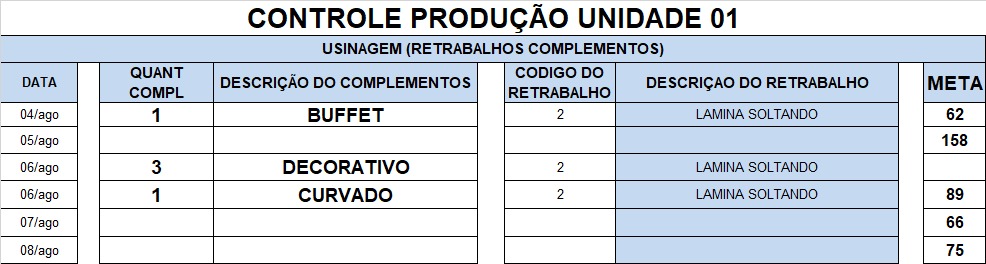 CONTROLE PRODUÇÃO UNIDADE 01
USINAGEM (RETRABALHOS COMPLEMENTOS)
DATA QUANT COMPL DESCRIÇÃO DO COMPLEMENTOS CODIGO DO RETRABALHO DESCRIÇAO DO RETRABALHO META
04/ago 1 BUFFET 2 LAMINA SOLTANDO 62
05/ago 158
06/ago 3 DECORATIVO 2 LAMINA SOLTANDO
06/ago 1 CURVADO 2 LAMINA SOLTANDO 89
07/ago 66
08/ago 75